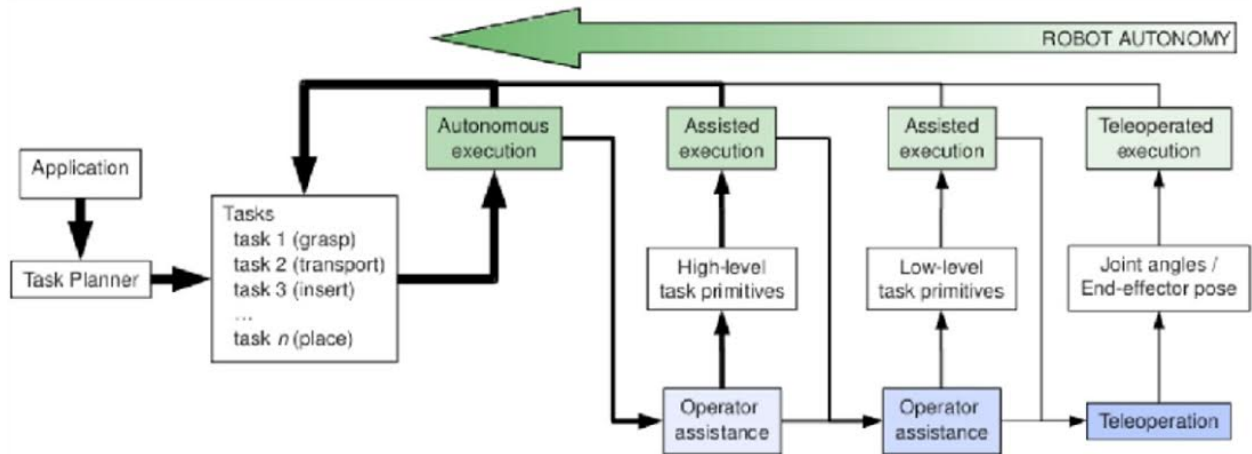 ROBOT AUTONOMY
Application
Task Planner
Tasks
task 1 (grasp)
task 2 (transport)
task 3 (insert)
...
task n (place)
Autonomous
execution
Assisted
execution
Assisted
execution
Teleoperated
execution
High-level
task primitives
Low-level
task primitives
Joint angles /
End-effector pose
Operator
assistance
Operator
assistance
Teleoperation